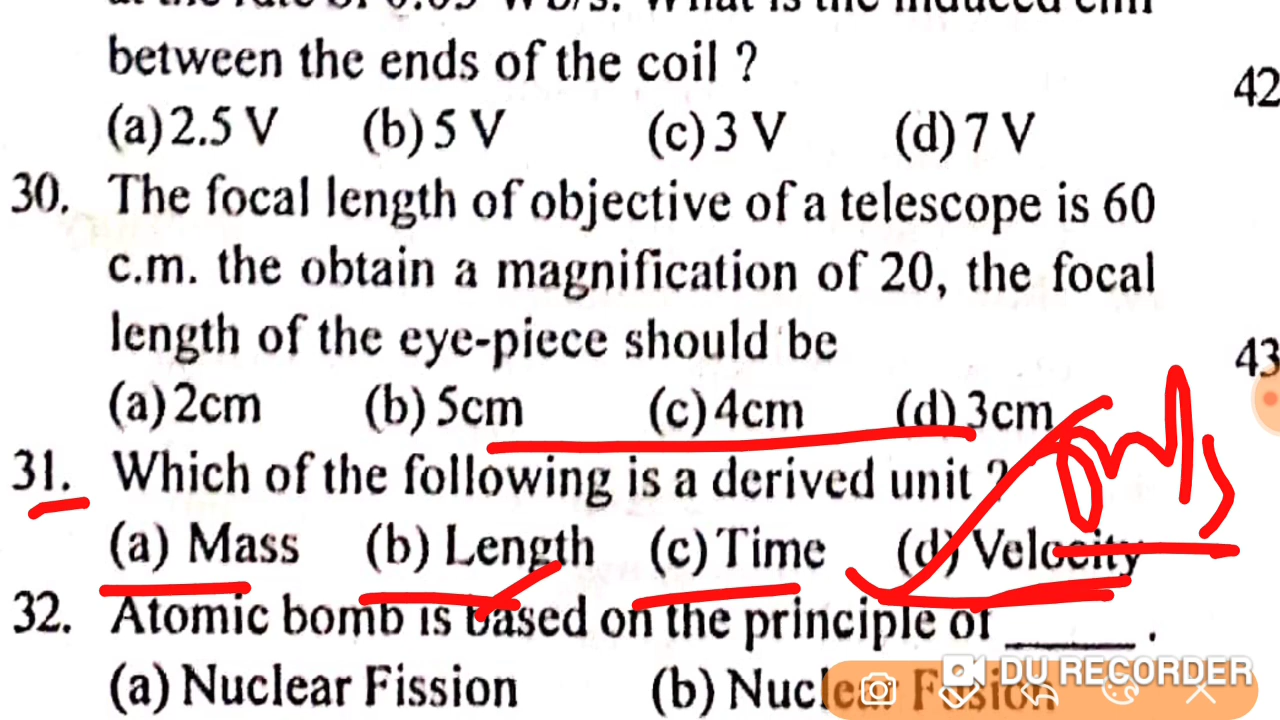 between the ends of the coil ?
(a) 2.5 V (b) 5 V (c) 3 V (d) 7 V
42
30. The focal length of objective of a telescope is 60
c.m. the obtain a magnification of 20, the focal
length of the eye-piece should be
43
(a) 2cm (b) 5cm (c) 4cm (d) 3cm
31. Which of the following is a derived unit ?
(a) Mass (b) Length (c) Time (d) Velocity
32. Atomic bomb is based on the principle of ______ .
(a) Nuclear Fission (b) Nuclear Fusion
DU RECORDER